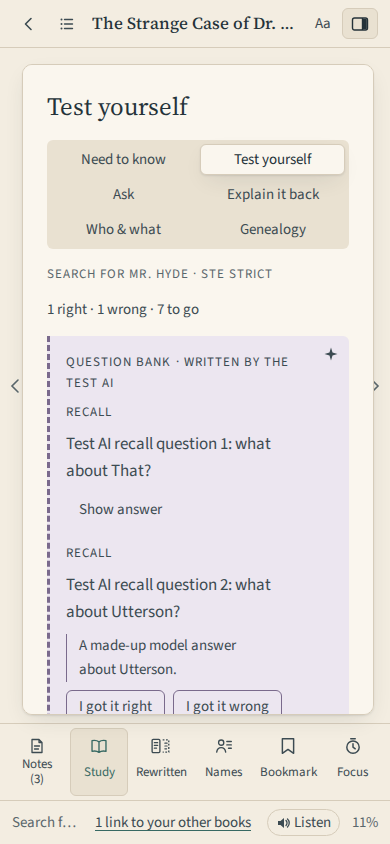 The Strange Case of Dr. ...
Aa
Test yourself
Need to know
Test yourself
Ask
Explain it back
Who & what
Genealogy
SEARCH FOR MR. HYDE · STE STRICT
1 right · 1 wrong · 7 to go
QUESTION BANK · WRITTEN BY THE
TEST AI
RECALL
Test AI recall question 1: what
about That?
Show answer
RECALL
Test AI recall question 2: what
about Utterson?
A made-up model answer
about Utterson.
I got it right
I got it wrong
Notes
(3)
Study
Rewritten
Names
Bookmark
Focus
Search f...
1 link to your other books
Listen
11%